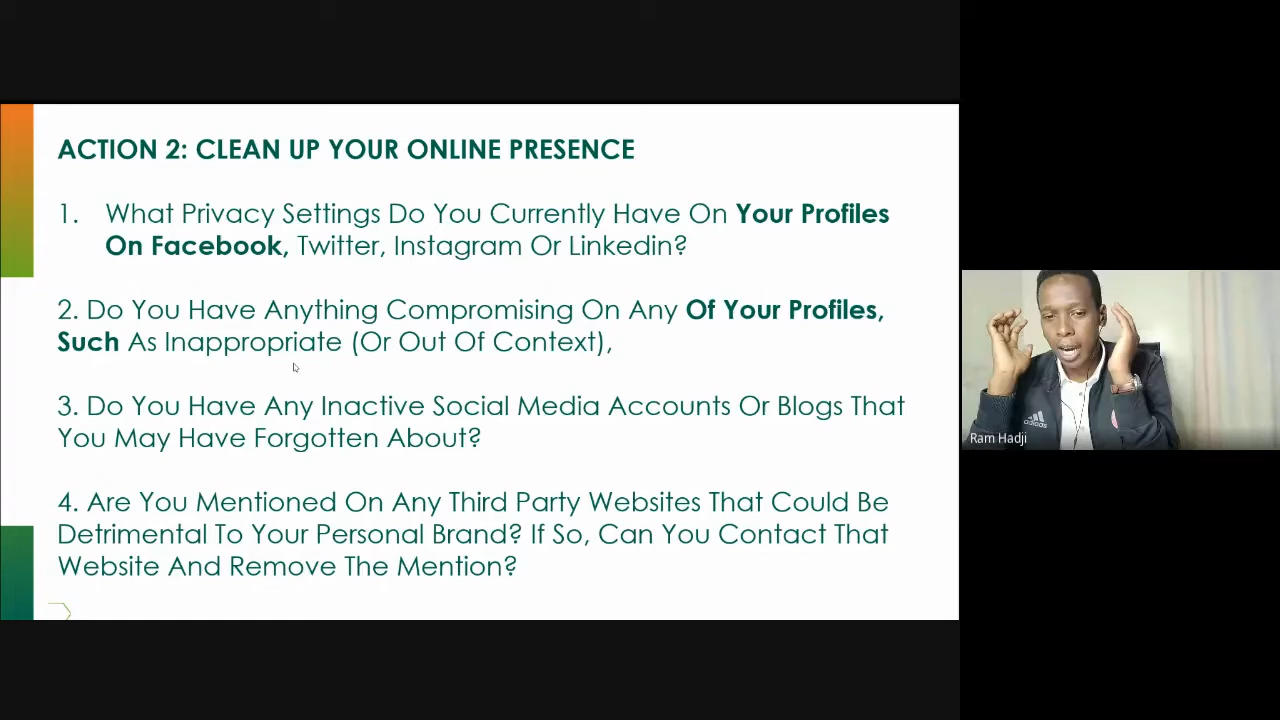 ACTION 2: CLEAN UP YOUR ONLINE PRESENCE
1. What Privacy Settings Do You Currently Have On Your Profiles
On Facebook, Twitter, Instagram Or Linkedin?
2. Do You Have Anything Compromising On Any Of Your Profiles,
Such As Inappropriate (Or Out Of Context),
3. Do You Have Any Inactive Social Media Accounts Or Blogs That
You May Have Forgotten About?
4. Are You Mentioned On Any Third Party Websites That Could Be
Detrimental To Your Personal Brand? If So, Can You Contact That
Website And Remove The Mention?
adidas
Ram Hadji